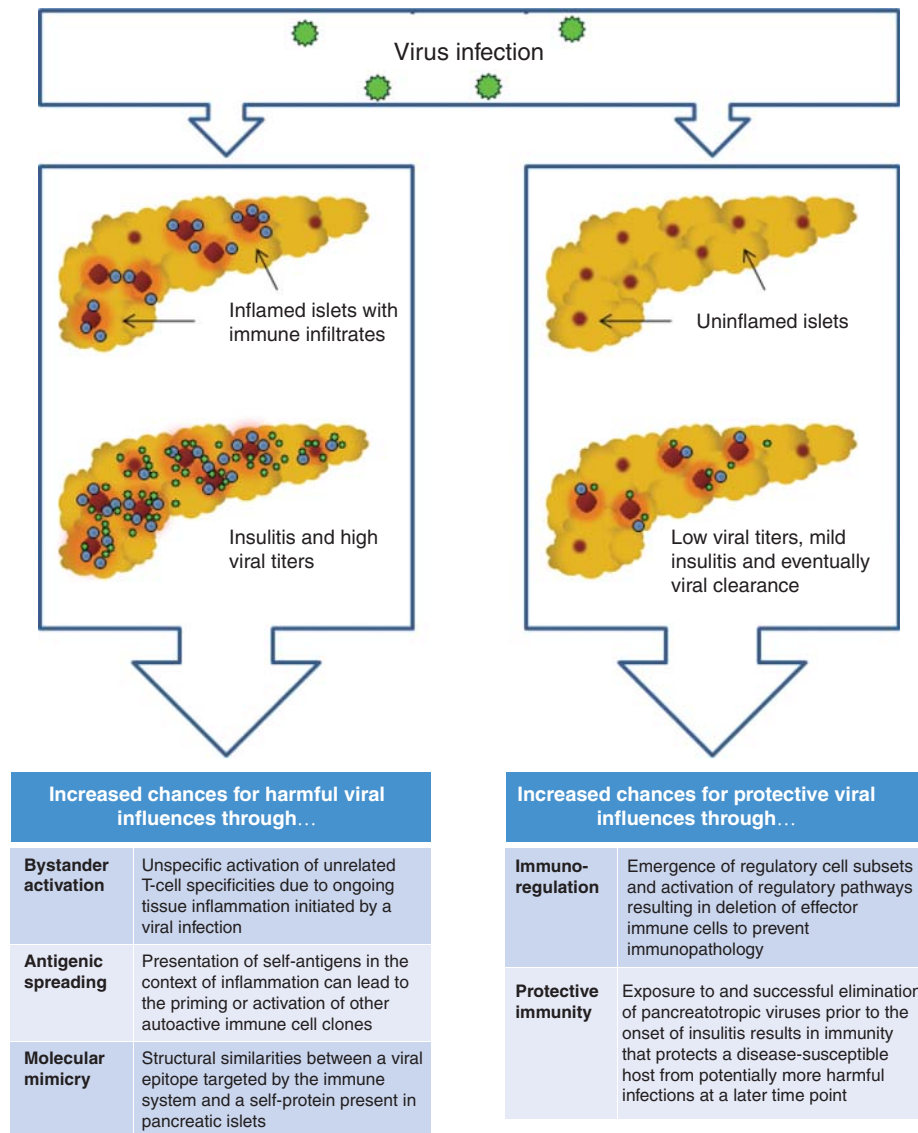 Virus infection
Inflamed islets with
immune infiltrates
Insulitis and high
viral titers
Uninflamed islets
Low viral titers, mild
insulitis and eventually
viral clearance
Increased chances for harmful viral
influences through…
Bystander
activation
Unspecific activation of unrelated
T-cell specificities due to ongoing
tissue inflammation initiated by a
viral infection
Antigenic
spreading
Presentation of self-antigens in the
context of inflammation can lead to
the priming or activation of other
autoactive immune cell clones
Molecular
mimicry
Structural similarities between a viral
epitope targeted by the immune
system and a self-protein present in
pancreatic islets
Increased chances for protective viral
influences through…
Immuno-
regulation
Emergence of regulatory cell subsets
and activation of regulatory pathways
resulting in deletion of effector
immune cells to prevent
immunopathology
Protective
immunity
Exposure to and successful elimination
of pancreatotropic viruses prior to the
onset of insulitis results in immunity
that protects a disease-susceptible
host from potentially more harmful
infections at a later time point